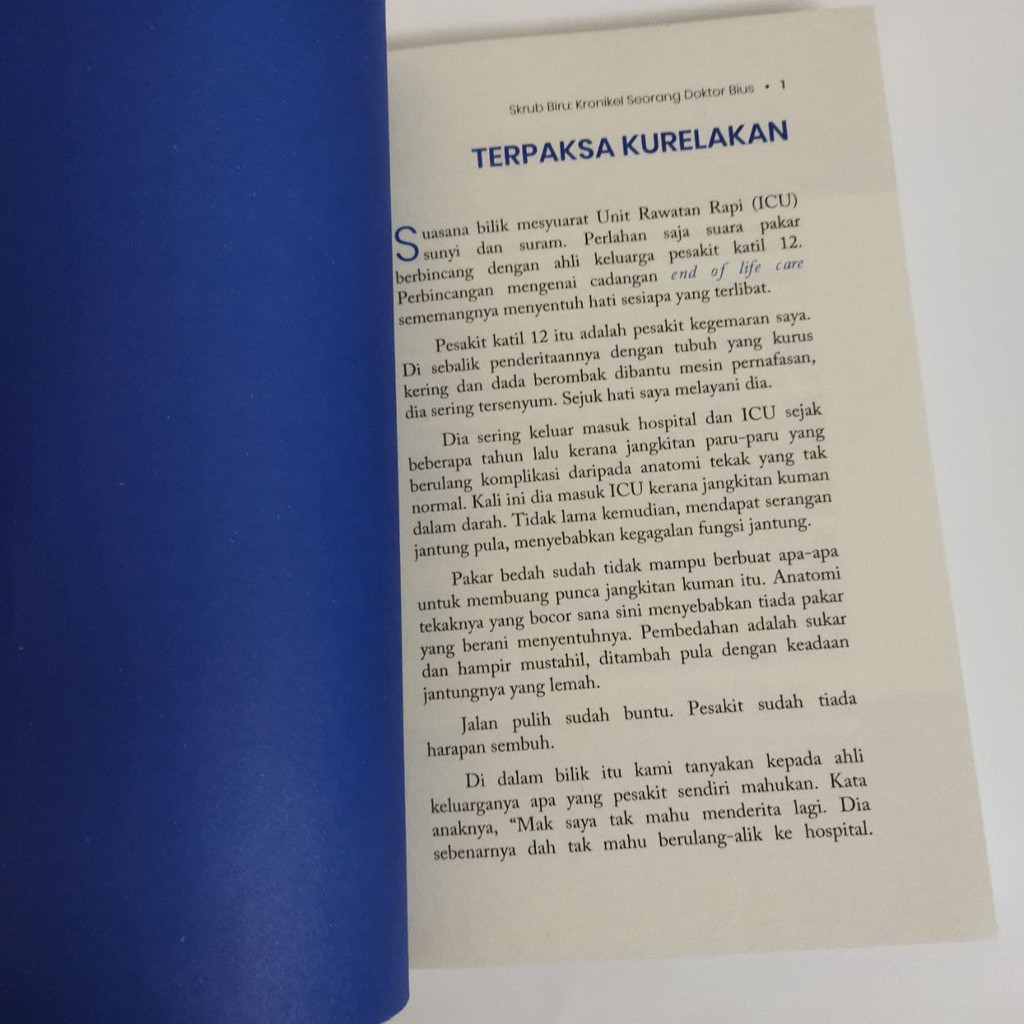 Skrub Biru: Kronikel Seorang Doktor Bius • 1
TERPAKSA KURELAKAN
Suasana bilik mesyuarat Unit Rawatan Rapi (ICU)
sunyi dan suram. Perlahan saja suara pakar
berbincang dengan ahli keluarga pesakit katil 12.
Perbincangan mengenai cadangan end of life care
sememangnya menyentuh hati sesiapa yang terlibat.
Pesakit katil 12 itu adalah pesakit kegemaran saya.
Di sebalik penderitaannya dengan tubuh yang kurus
kering dan dada berombak dibantu mesin pernafasan,
dia sering tersenyum. Sejuk hati saya melayani dia.
Dia sering keluar masuk hospital dan ICU sejak
beberapa tahun lalu kerana jangkitan paru-paru yang
berulang komplikasi daripada anatomi tekak yang tak
normal. Kali ini dia masuk ICU kerana jangkitan kuman
dalam darah. Tidak lama kemudian, mendapat serangan
jantung pula, menyebabkan kegagalan fungsi jantung.
Pakar bedah sudah tidak mampu berbuat apa-apa
untuk membuang punca jangkitan kuman itu. Anatomi
tekaknya yang bocor sana sini menyebabkan tiada pakar
yang berani menyentuhnya. Pembedahan adalah sukar
dan hampir mustahil, ditambah pula dengan keadaan
jantungnya yang lemah.
Jalan pulih sudah buntu. Pesakit sudah tiada
harapan sembuh.
Di dalam bilik itu kami tanyakan kepada ahli
keluarganya apa yang pesakit sendiri mahukan. Kata
anaknya, “Mak saya tak mahu menderita lagi. Dia
sebenarnya dah tak mahu berulang-alik ke hospital.